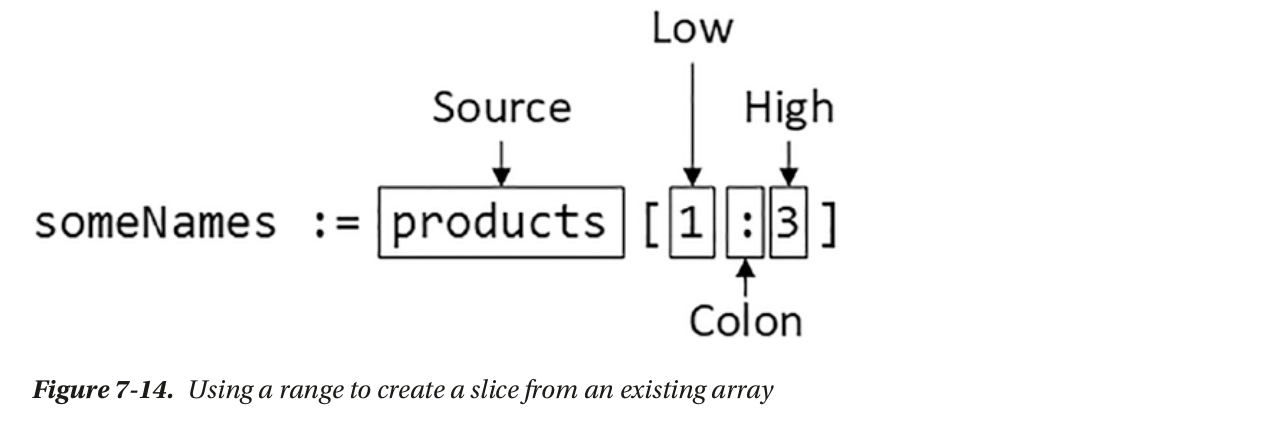 Low
Source
High
someNames := products [1:3]
Colon
Figure 7-14. Using a range to create a slice from an existing array